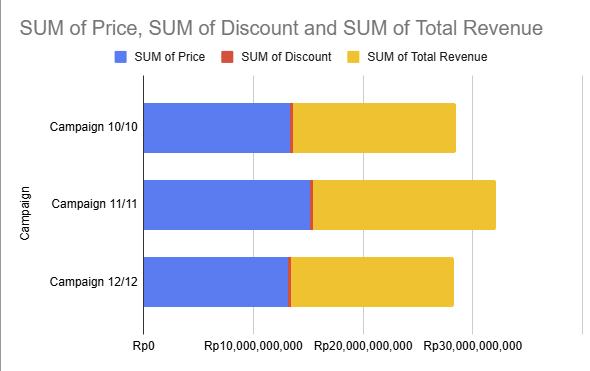 SUM of Price, SUM of Discount and SUM of Total Revenue
SUM of Price SUM of Discount SUM of Total Revenue
Campaign
Campaign 10/10
Campaign 11/11
Campaign 12/12
Rp0 Rp10,000,000,000 Rp20,000,000,000 Rp30,000,000,000